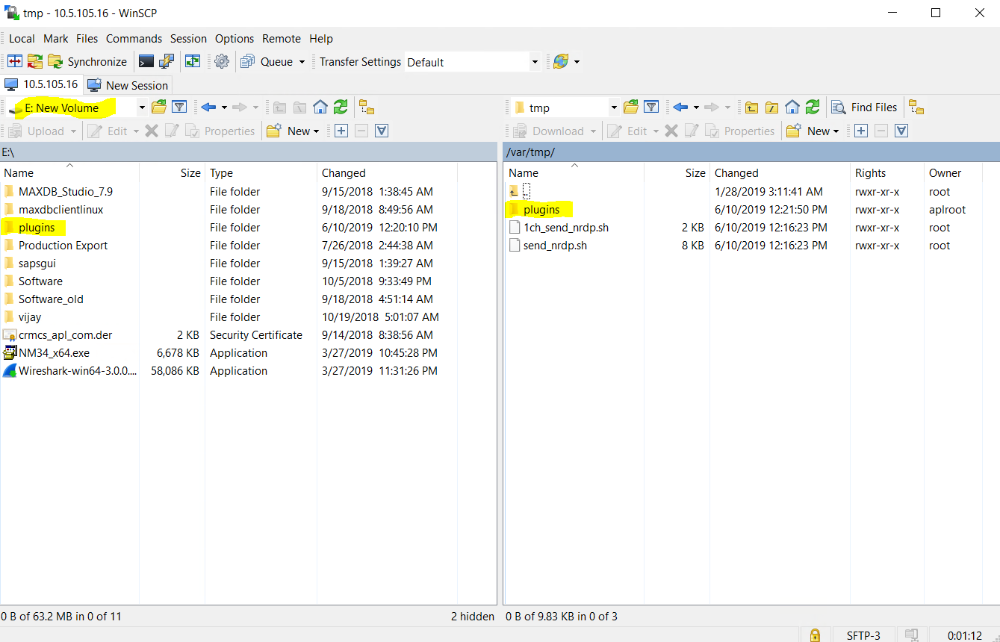 tmp - 10.5.105.16 - WinSCP
Local Mark Files Commands Session Options Remote Help
Synchronize Queue Transfer Settings Default
10.5.105.16 New Session
E: New Volume tmp Find Files
Upload Edit Properties New Download Edit Properties New
E:\ /var/tmp/
Name Size Type Changed Name Size Changed Rights Owner
MAXDB_Studio_7.9 File folder 9/15/2018 1:38:45 AM .. 1/28/2019 3:11:41 AM rwxr-xr-x root
maxdbclientlinux File folder 9/18/2018 8:49:56 AM plugins 6/10/2019 12:21:50 PM rwxr-xr-x aplroot
plugins File folder 6/10/2019 12:20:10 PM 1ch_send_nrdp.sh 2 KB 6/10/2019 12:16:23 PM rwxr-xr-x root
Production Export File folder 7/26/2018 2:44:38 AM send_nrdp.sh 8 KB 6/10/2019 12:16:23 PM rwxr-xr-x root
sapsgui File folder 9/15/2018 1:39:27 AM
Software File folder 10/5/2018 9:33:49 PM
Software_old File folder 9/18/2018 4:51:14 AM
vijay File folder 10/19/2018 5:01:07 AM
crmcs_apl_com.der 2 KB Security Certificate 9/14/2018 8:38:56 AM
NM34_x64.exe 6,678 KB Application 3/27/2019 10:45:28 PM
Wireshark-win64-3.0.0.... 58,086 KB Application 3/27/2019 11:31:26 PM
0 B of 63.2 MB in 0 of 11 2 hidden 0 B of 9.83 KB in 0 of 3
SFTP-3 0:01:12